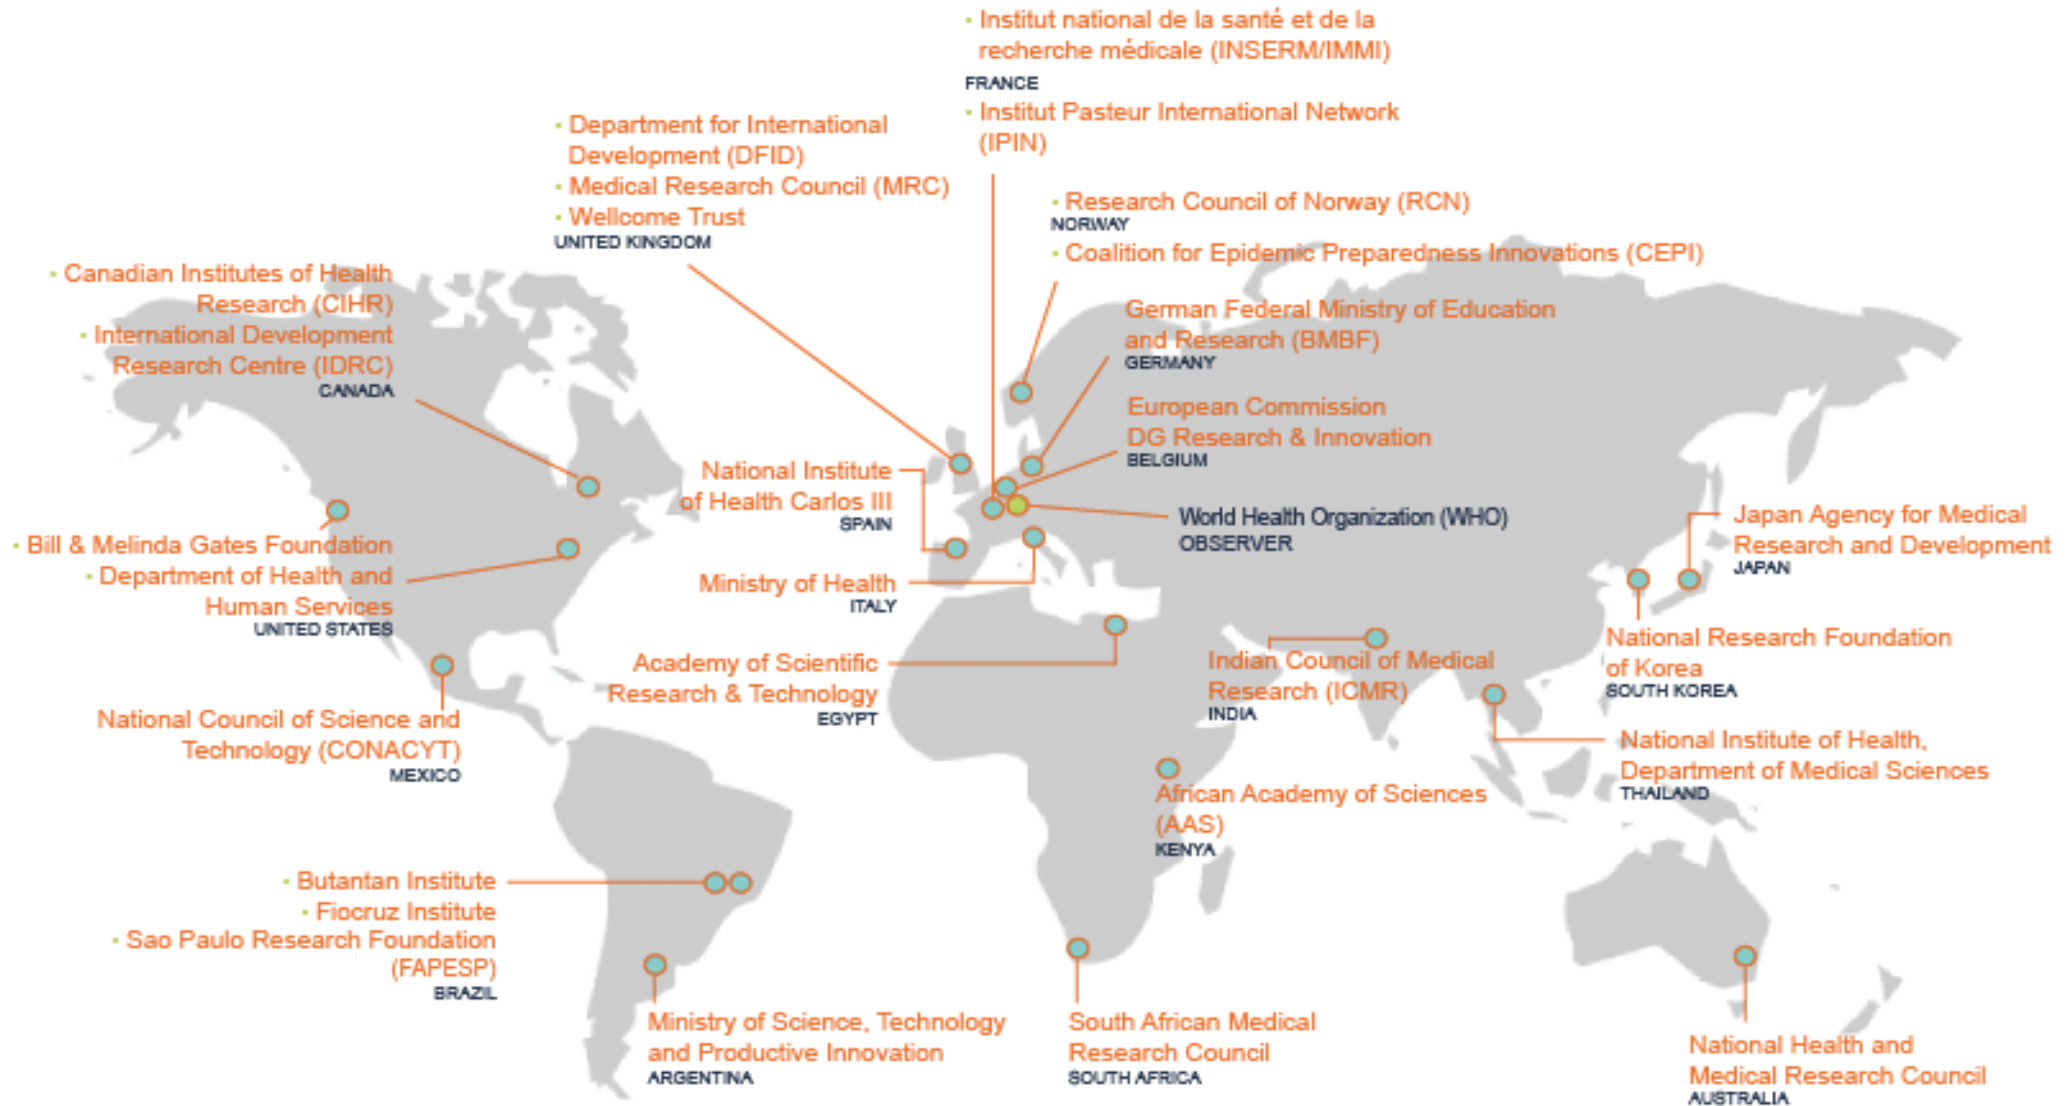 • Institut national de la santé et de la
recherche médicale (INSERM/IMMI)
FRANCE
• Institut Pasteur International Network
(IPIN)
• Department for International
Development (DFID)
• Medical Research Council (MRC)
• Wellcome Trust
UNITED KINGDOM
• Research Council of Norway (RCN)
NORWAY
• Coalition for Epidemic Preparedness Innovations (CEPI)
• Canadian Institutes of Health
Research (CIHR)
• International Development
Research Centre (IDRC)
CANADA
German Federal Ministry of Education
and Research (BMBF)
GERMANY
European Commission
DG Research & Innovation
BELGIUM
National Institute
of Health Carlos III
SPAIN
World Health Organization (WHO)
OBSERVER
Japan Agency for Medical
Research and Development
JAPAN
• Bill & Melinda Gates Foundation
• Department of Health and
Human Services
UNITED STATES
Ministry of Health
ITALY
Academy of Scientific
Research & Technology
EGYPT
Indian Council of Medical
Research (ICMR)
INDIA
National Research Foundation
of Korea
SOUTH KOREA
National Council of Science and
Technology (CONACYT)
MEXICO
National Institute of Health,
Department of Medical Sciences
THAILAND
African Academy of Sciences
(AAS)
KENYA
• Butantan Institute
• Fiocruz Institute
• Sao Paulo Research Foundation
(FAPESP)
BRAZIL
Ministry of Science, Technology
and Productive Innovation
ARGENTINA
South African Medical
Research Council
SOUTH AFRICA
National Health and
Medical Research Council
AUSTRALIA